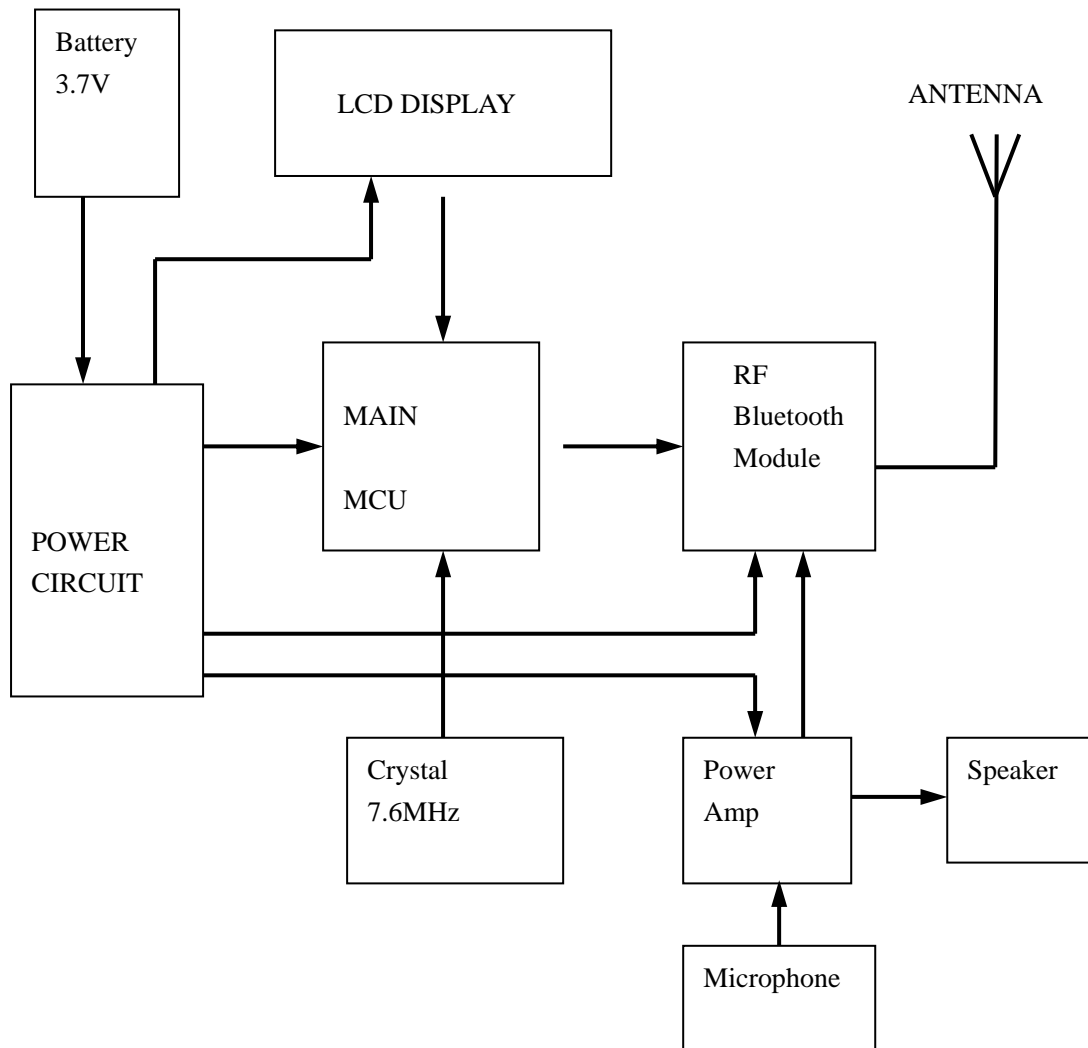 Battery
3.7V
LCD DISPLAY
ANTENNA
MAIN
MCU
RF
Bluetooth
Module
POWER
CIRCUIT
Crystal
7.6MHz
Power
Amp
Speaker
Microphone